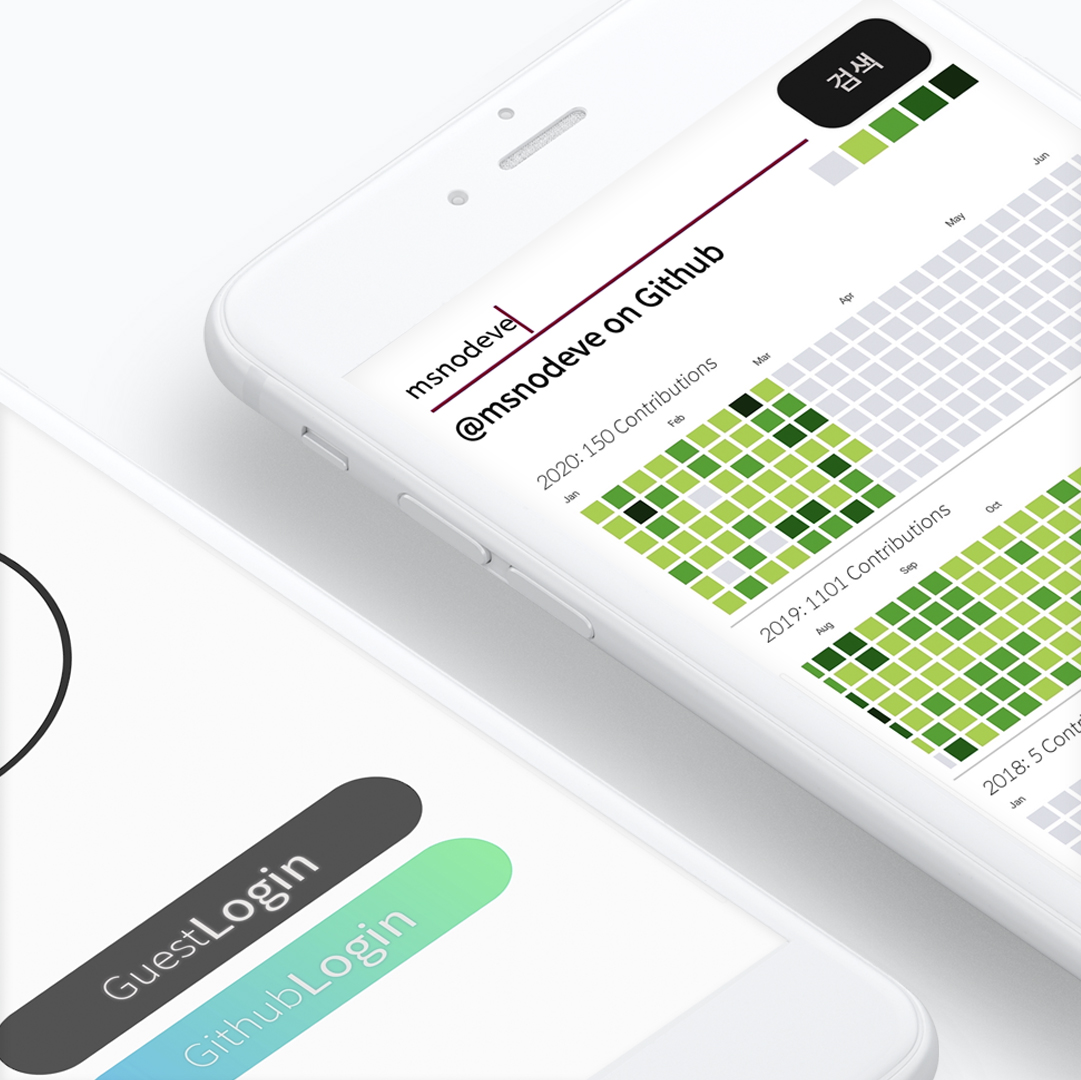 검색
msnodeve
@msnodeve on Github
2020: 150 Contributions
Jan Feb Mar Apr May Jun
2019: 1101 Contributions
Aug Sep Oct
2018: 5 Contri
Jan
GuestLogin
GithubLogin